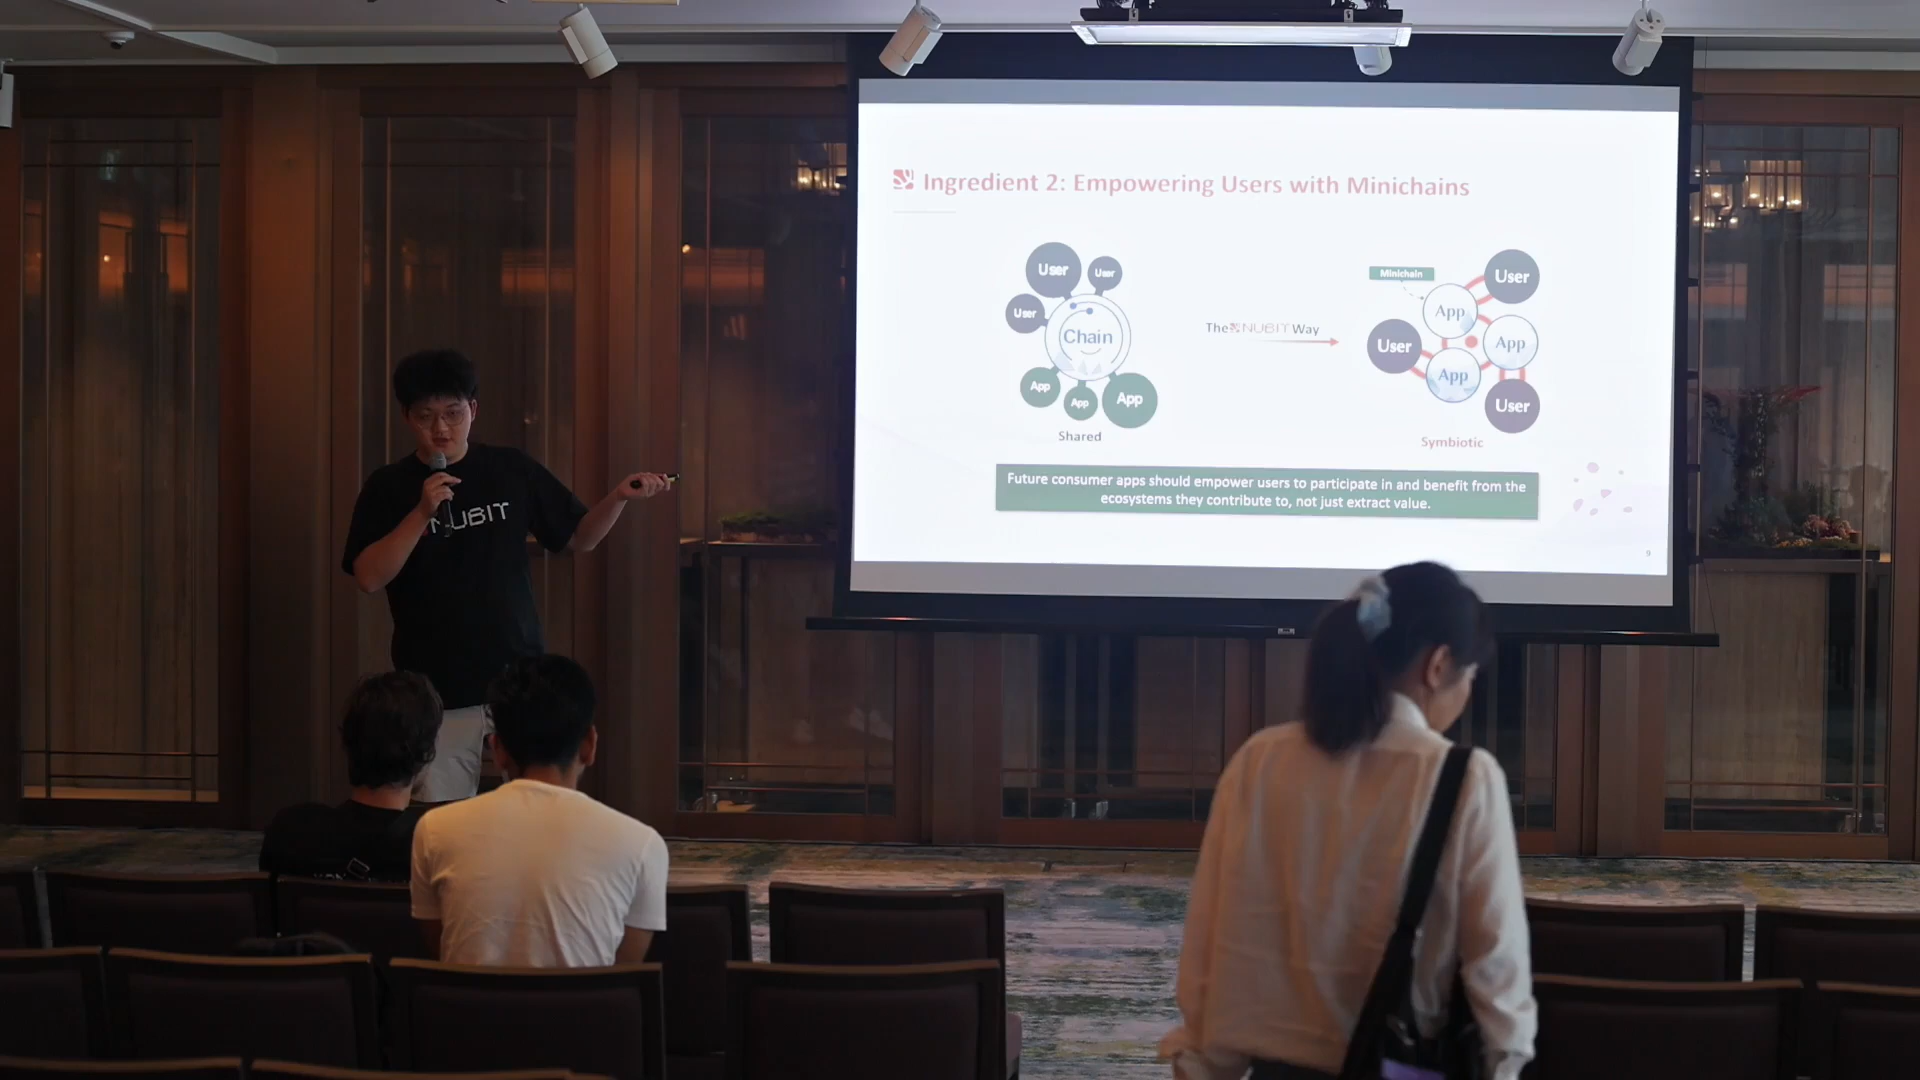 Ingredient 2: Empowering Users with Minichains
User
User
User
Chain
App
App
App
Shared
The NUBIT Way
Minichain
User
App
User
App
App
User
Symbiotic
Future consumer apps should empower users to participate in and benefit from the
ecosystems they contribute to, not just extract value.
9
NUBIT